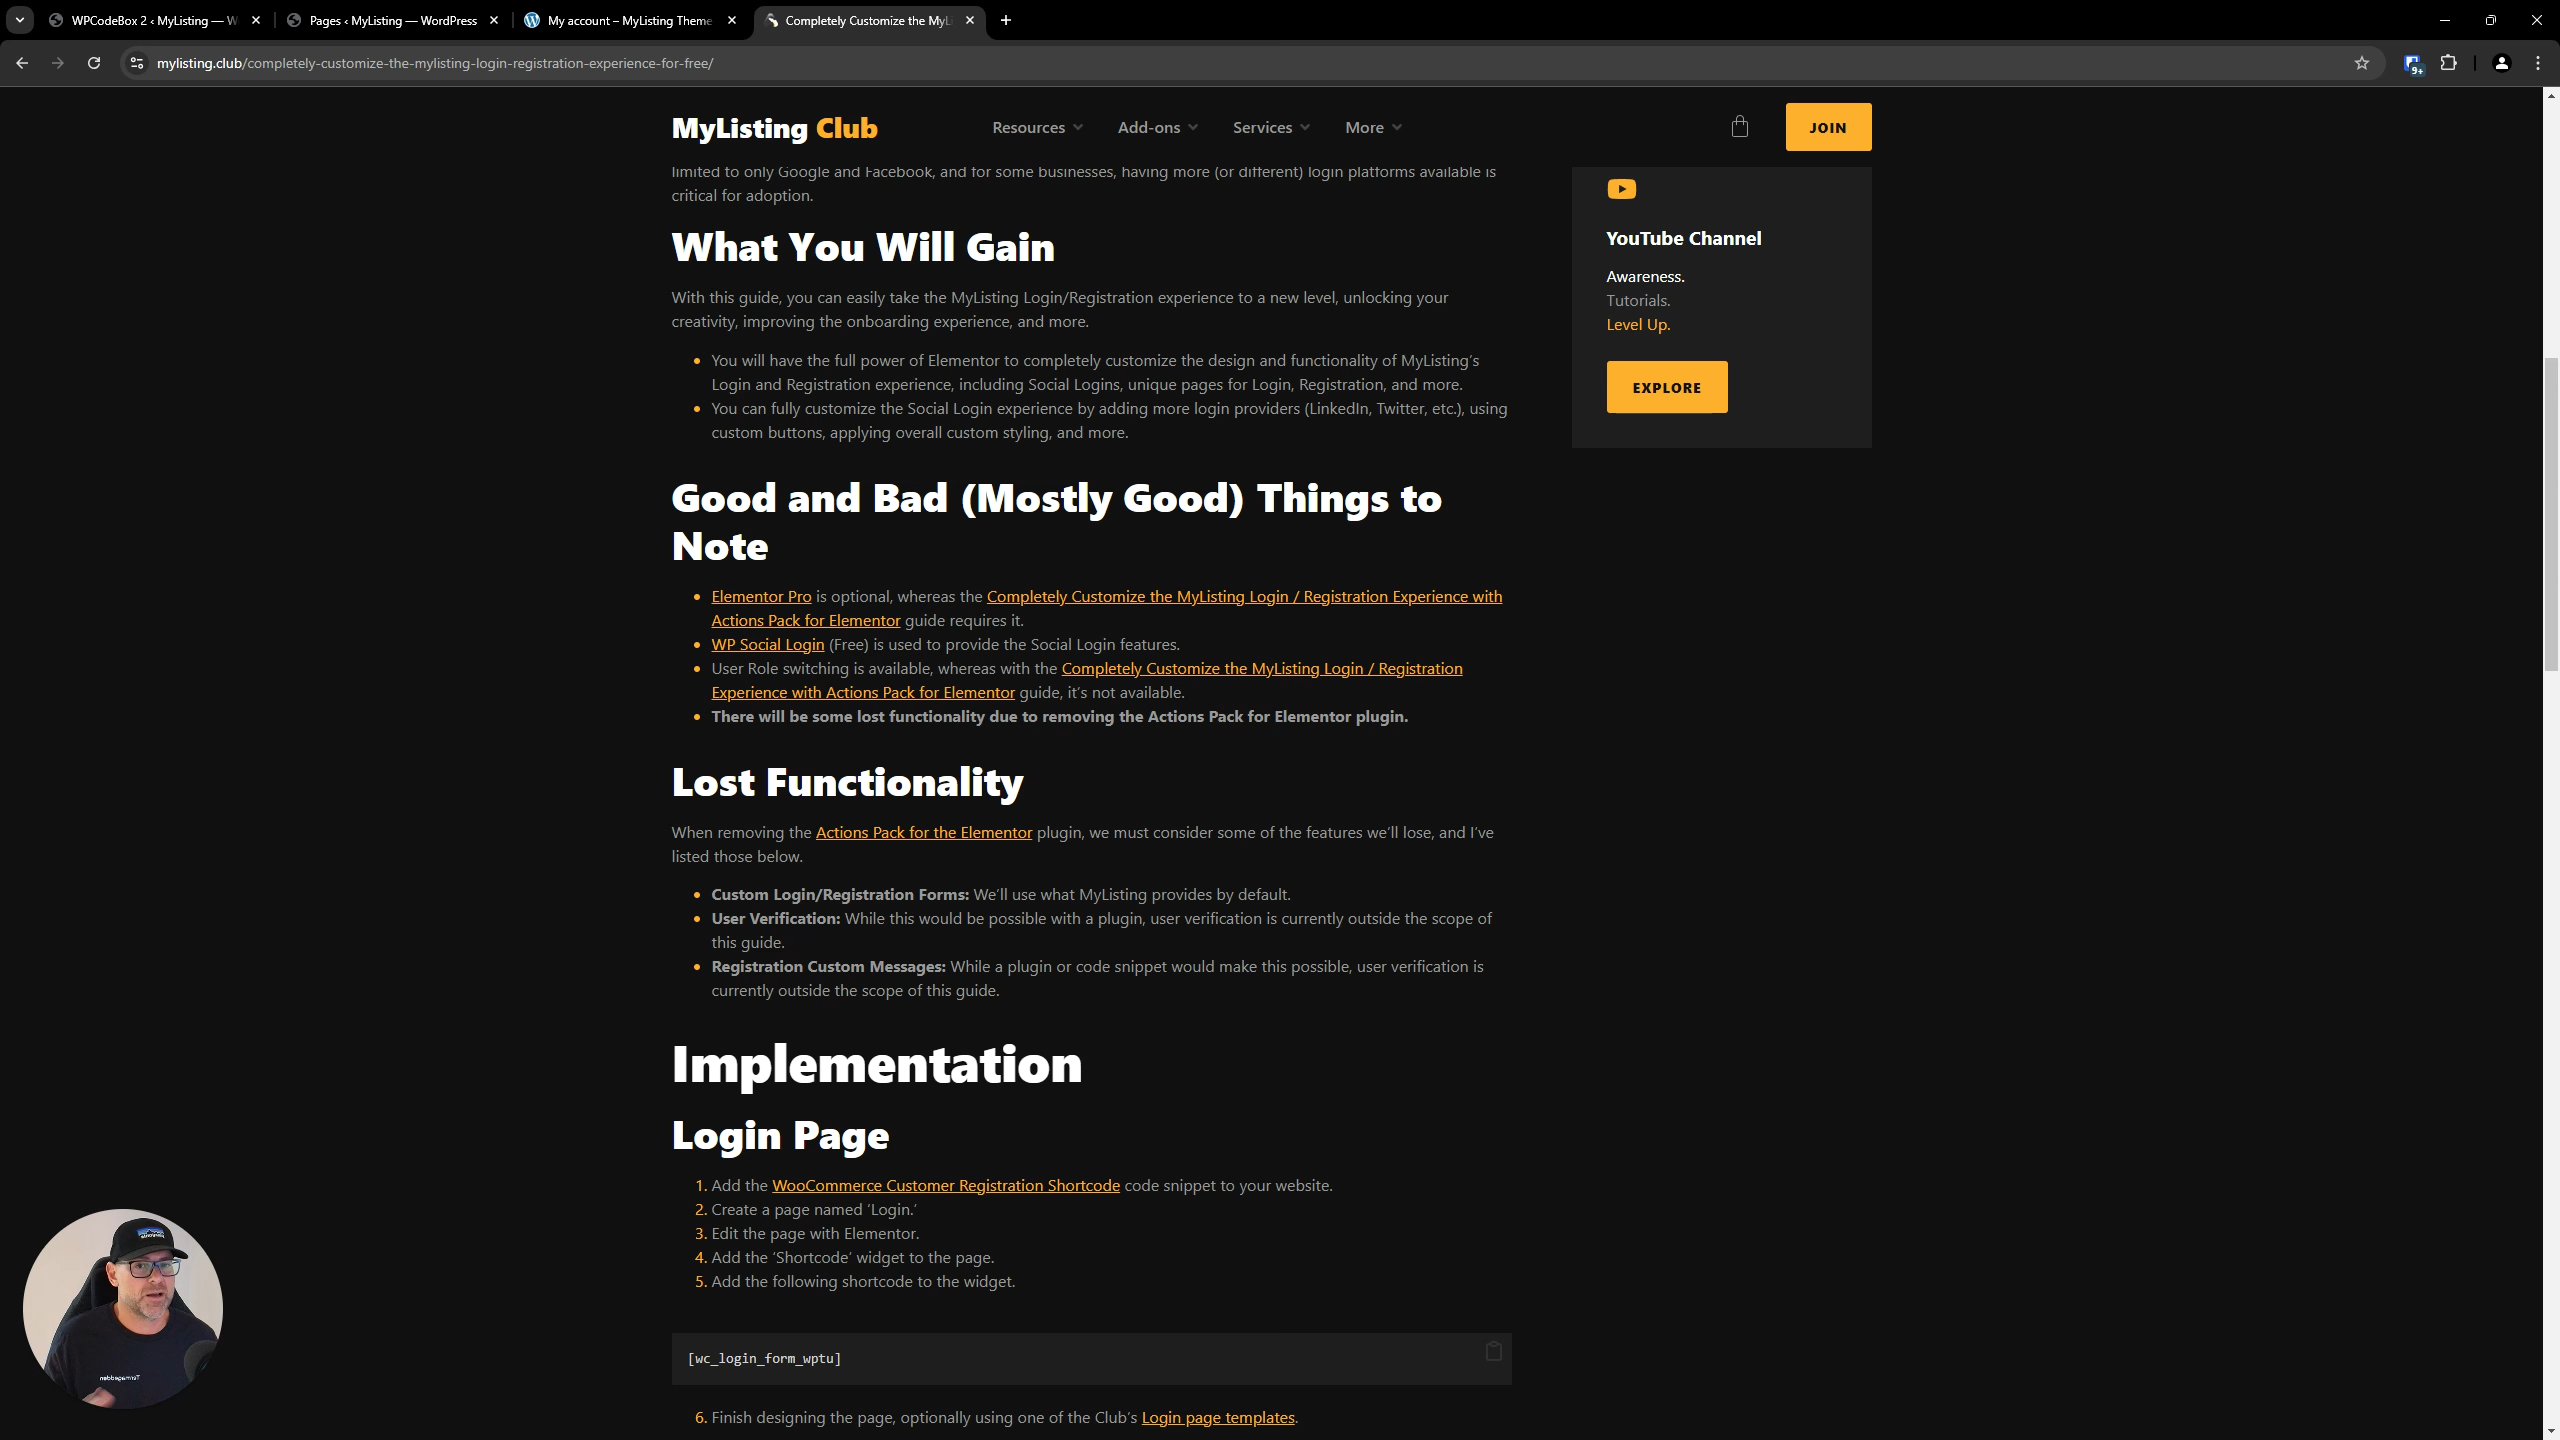 WPCodeBox 2 ‹ MyListing — W
Pages ‹ MyListing — WordPress
My account – MyListing Theme
Completely Customize the MyL
mylisting.club/completely-customize-the-mylisting-login-registration-experience-for-free/
9+
MyListing Club
Resources
Add-ons
Services
More
JOIN
limited to only Google and Facebook, and for some businesses, having more (or different) login platforms available is
critical for adoption.
What You Will Gain
With this guide, you can easily take the MyListing Login/Registration experience to a new level, unlocking your
creativity, improving the onboarding experience, and more.
You will have the full power of Elementor to completely customize the design and functionality of MyListing's
Login and Registration experience, including Social Logins, unique pages for Login, Registration, and more.
You can fully customize the Social Login experience by adding more login providers (LinkedIn, Twitter, etc.), using
custom buttons, applying overall custom styling, and more.
YouTube Channel
Awareness.
Tutorials.
Level Up.
EXPLORE
Good and Bad (Mostly Good) Things to
Note
Elementor Pro is optional, whereas the Completely Customize the MyListing Login / Registration Experience with
Actions Pack for Elementor guide requires it.
WP Social Login (Free) is used to provide the Social Login features.
User Role switching is available, whereas with the Completely Customize the MyListing Login / Registration
Experience with Actions Pack for Elementor guide, it's not available.
There will be some lost functionality due to removing the Actions Pack for Elementor plugin.
Lost Functionality
When removing the Actions Pack for the Elementor plugin, we must consider some of the features we'll lose, and I've
listed those below.
Custom Login/Registration Forms: We'll use what MyListing provides by default.
User Verification: While this would be possible with a plugin, user verification is currently outside the scope of
this guide.
Registration Custom Messages: While a plugin or code snippet would make this possible, user verification is
currently outside the scope of this guide.
Implementation
Login Page
1. Add the WooCommerce Customer Registration Shortcode code snippet to your website.
2. Create a page named 'Login.'
3. Edit the page with Elementor.
4. Add the 'Shortcode' widget to the page.
5. Add the following shortcode to the widget.
[wc_login_form_wptu]
6. Finish designing the page, optionally using one of the Club's Login page templates.